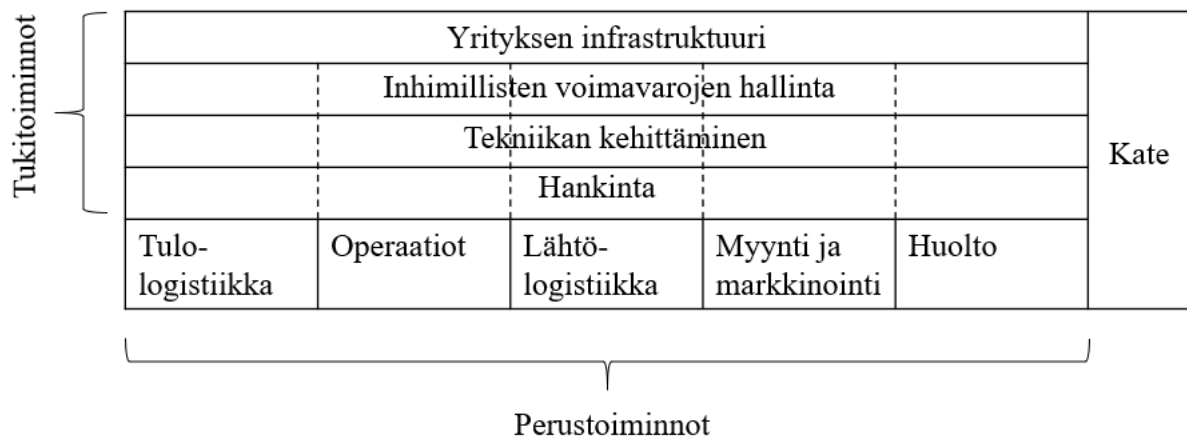 Tukitoiminnot
Yrityksen infrastruktuuri
Inhimillisten voimavarojen hallinta
Tekniikan kehittäminen
Hankinta
Kate
Tulo-
logistiikka
Operaatiot
Lähtö-
logistiikka
Myynti ja
markkinointi
Huolto
Perustoiminnot